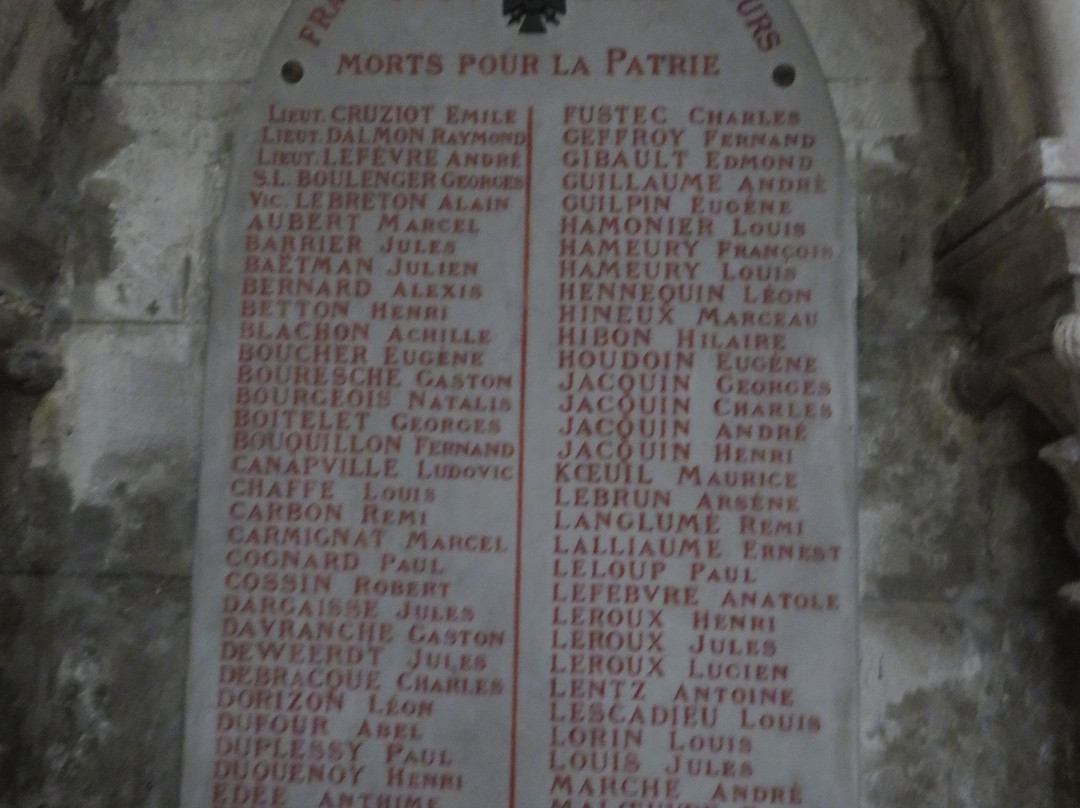 MORTS POUR LA PATRIE
LIEUT. CRUZIOT EMILE
LIEUT. DALMON RAYMOND
LIEUT. LEFÈVRE ANDRÉ
S.L. BOULENGER GEORGES
VIC. LEBRETON ALAIN
AUBERT MARCEL
BARRIER JULES
BAËTMAN JULIEN
BERNARD ALEXIS
BETTON HENRI
BLACHON ACHILLE
BOUCHER EUGÈNE
BOURESCHE GASTON
BOURGEOIS NATALIS
BOITELET GEORGES
BOUQUILLON FERNAND
CANAPVILLE LUDOVIC
CHAFFE LOUIS
CARBON REMI
CARMIGNAT MARCEL
COGNARD PAUL
COSSIN ROBERT
DARGAISSE JULES
DAVRANCHE GASTON
DEWEERDT JULES
DEBRACQUE CHARLES
DORIZON LÉON
DUFOUR ABEL
DUPLESSY PAUL
DUQUENOY HENRI
EDÉE ANTHIME
FUSTEC CHARLES
GEFFROY FERNAND
GIBAULT EDMOND
GUILLAUME ANDRÉ
GUILPIN EUGÈNE
HAMONIER LOUIS
HAMEURY FRANÇOIS
HAMEURY LOUIS
HENNEQUIN LÉON
HINEUX MARCEAU
HIBON HILAIRE
HOUDOIN EUGÈNE
JACQUIN GEORGES
JACQUIN CHARLES
JACQUIN ANDRÉ
JACQUIN HENRI
KŒUIL MAURICE
LEBRUN ARSÈNE
LANGLUMÉ REMI
LALLIAUME ERNEST
LELOUP PAUL
LEFEBVRE ANATOLE
LEROUX HENRI
LEROUX JULES
LEROUX LUCIEN
LENTZ ANTOINE
LESCADIEU LOUIS
LORIN LOUIS
LOUIS JULES
MARCHE ANDRÉ